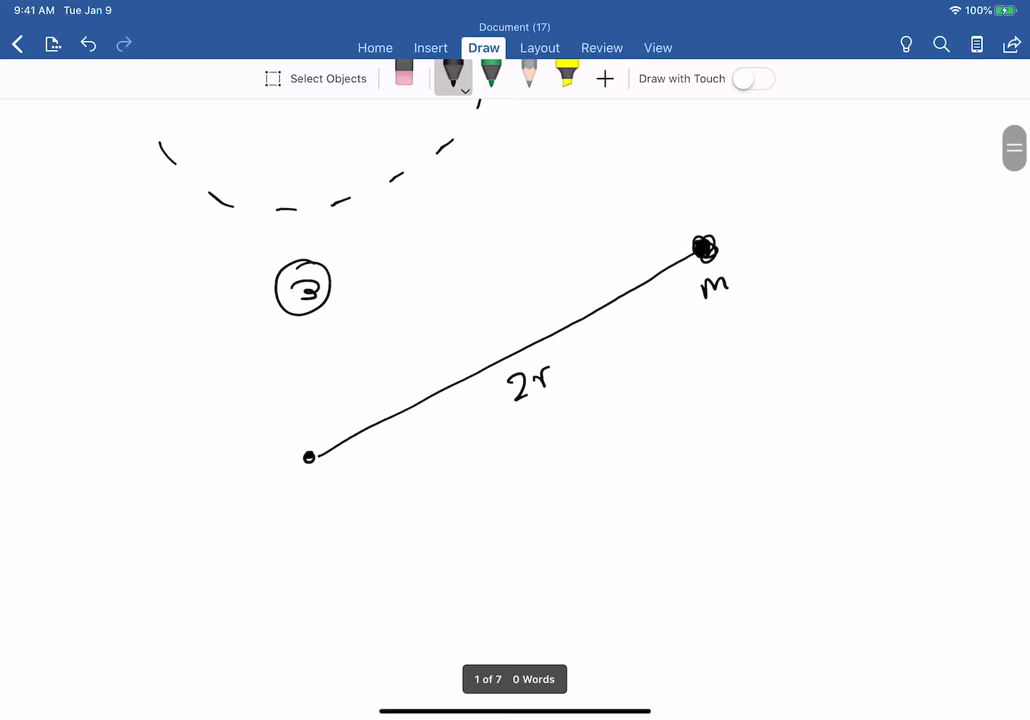 9:41 AM Tue Jan 9
100%
Document (17)
Home Insert Draw Layout Review View
Select Objects
Draw with Touch
3
m
2r
1 of 7 0 Words